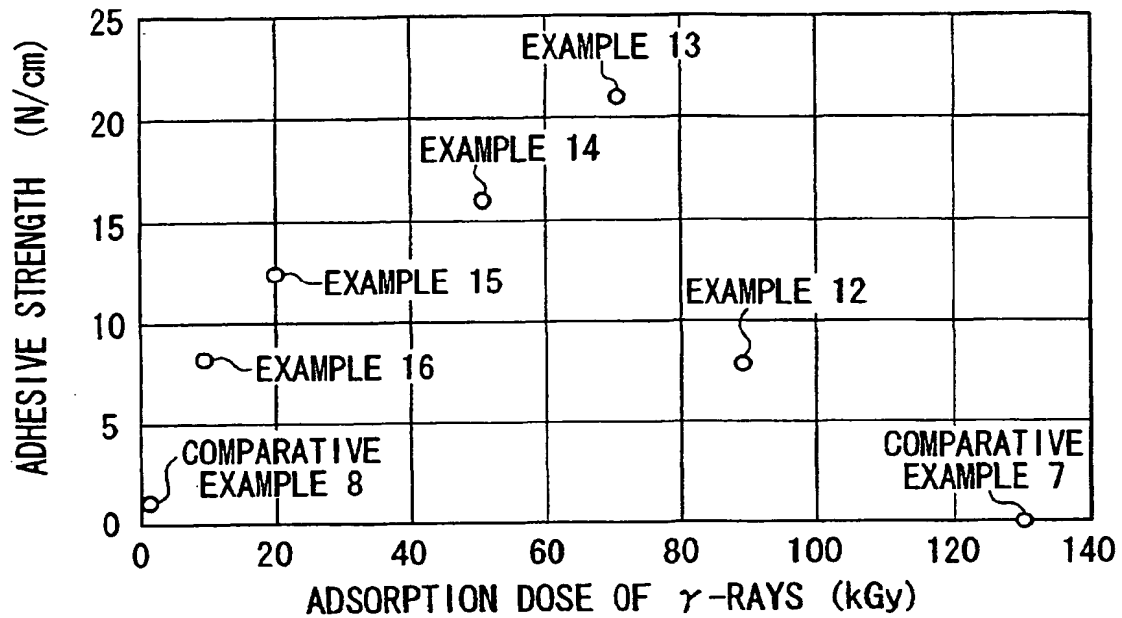 ADHESIVE STRENGTH (N/cm)
25
20
15
10
5
0
EXAMPLE 13
EXAMPLE 14
EXAMPLE 15
EXAMPLE 12
EXAMPLE 16
COMPARATIVE
EXAMPLE 8
COMPARATIVE
EXAMPLE 7
0 20 40 60 80 100 120 140
ADSORPTION DOSE OF γ-RAYS (kGy)